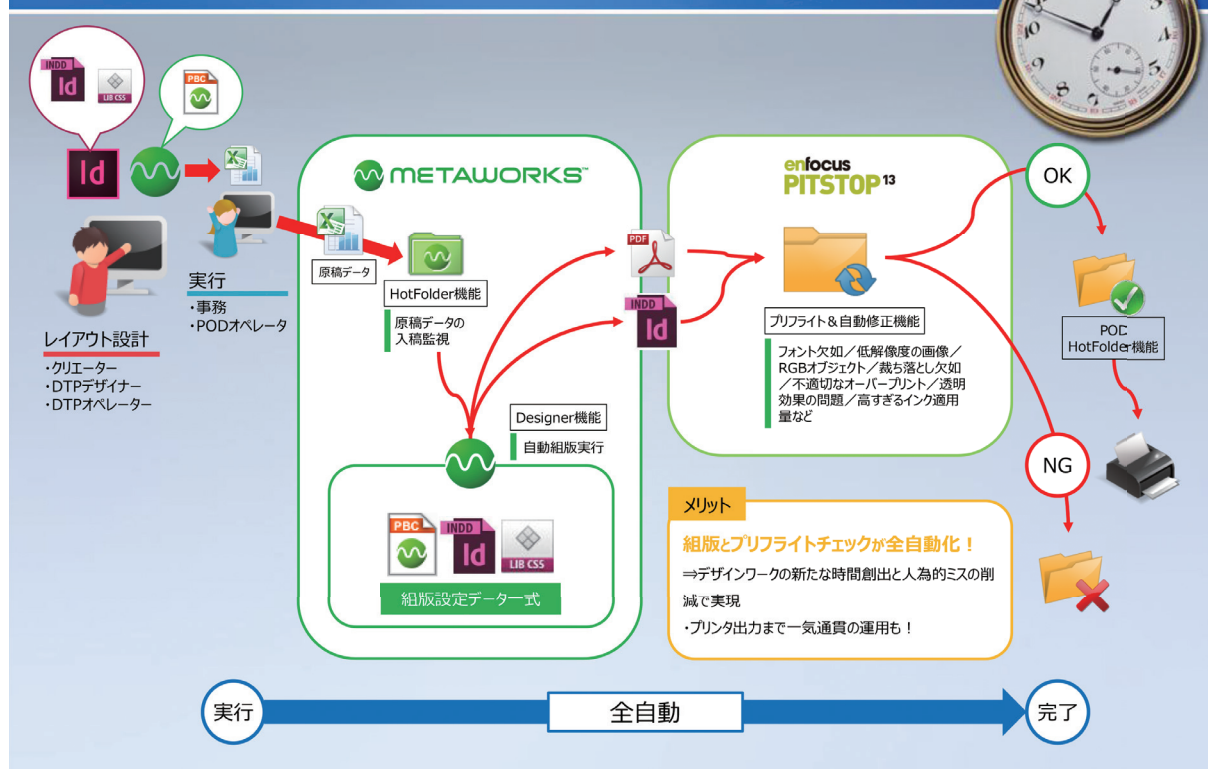 INDD
Id
LIB CSS
PBC
Id
レイアウト設計
・クリエーター
・DTPデザイナー
・DTPオペレーター
実行
・事務
・PODオペレータ
METAWORKS™
原稿データ
HotFolder機能
原稿データの
入稿監視
Designer機能
自動組版実行
PBC
INDD
Id
LIB CSS
組版設定データ一式
PDF
INDD
Id
enfocus
PITSTOP 13
プリフライト＆自動修正機能
フォント欠如／低解像度の画像／
RGBオブジェクト／裁ち落とし欠如
／不適切なオーバープリント／透明
効果の問題／高すぎるインク適用
量など
OK
POD
HotFolder機能
NG
メリット
組版とプリフライトチェックが全自動化！
⇒デザインワークの新たな時間創出と人為的ミスの削
減で実現
・プリンタ出力まで一気通貫の運用も！
実行
全自動
完了